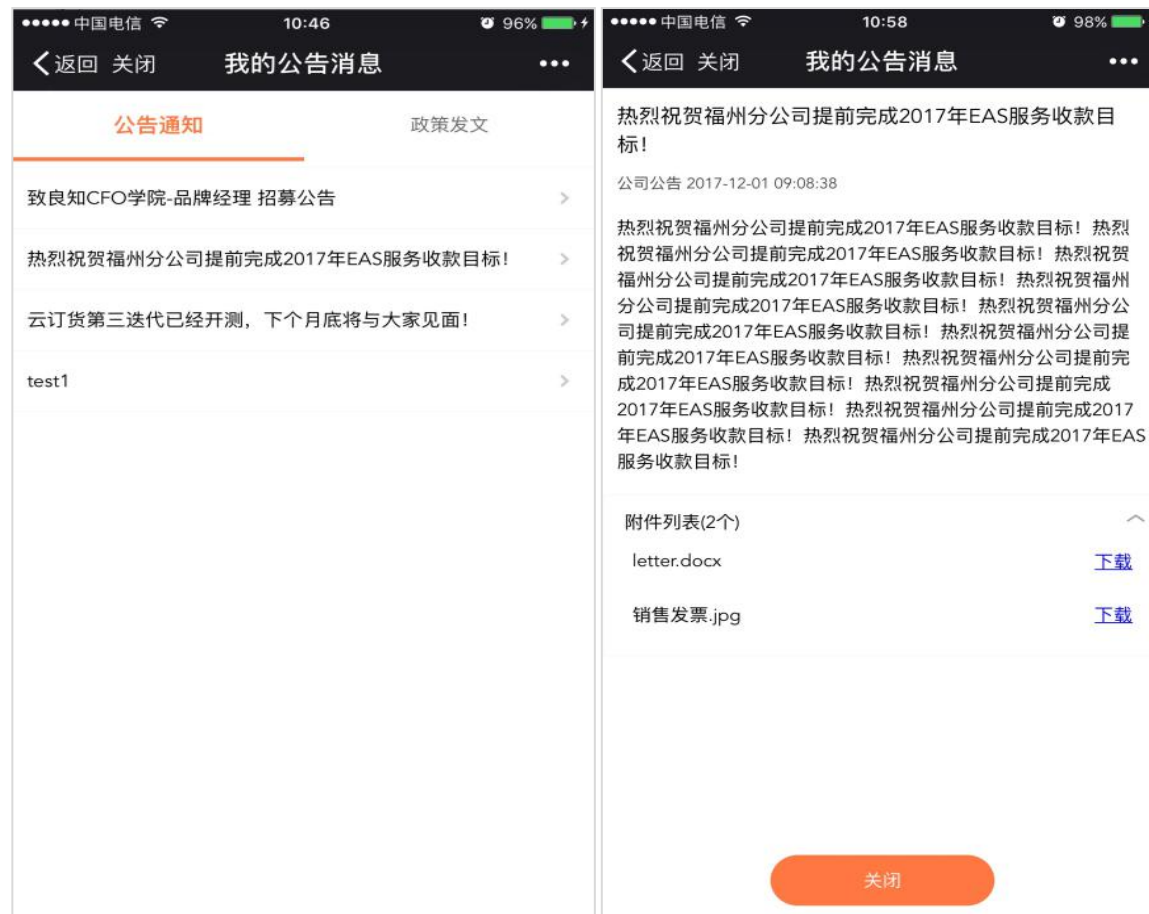 中国电信 10:46 96%
返回 关闭 我的公告消息
公告通知 政策发文
致良知CFO学院-品牌经理 招募公告
热烈祝贺福州分公司提前完成2017年EAS服务收款目标！
云订货第三迭代已经开测，下个月底将与大家见面！
test1
中国电信 10:58 98%
返回 关闭 我的公告消息
热烈祝贺福州分公司提前完成2017年EAS服务收款目
标！
公司公告 2017-12-01 09:08:38
热烈祝贺福州分公司提前完成2017年EAS服务收款目标！热烈
祝贺福州分公司提前完成2017年EAS服务收款目标！热烈祝贺
福州分公司提前完成2017年EAS服务收款目标！热烈祝贺福州
分公司提前完成2017年EAS服务收款目标！热烈祝贺福州分公
司提前完成2017年EAS服务收款目标！热烈祝贺福州分公司提
前完成2017年EAS服务收款目标！热烈祝贺福州分公司提前完
成2017年EAS服务收款目标！热烈祝贺福州分公司提前完成
2017年EAS服务收款目标！热烈祝贺福州分公司提前完成2017
年EAS服务收款目标！热烈祝贺福州分公司提前完成2017年EAS
服务收款目标！
附件列表(2个)
letter.docx 下载
销售发票.jpg 下载
关闭